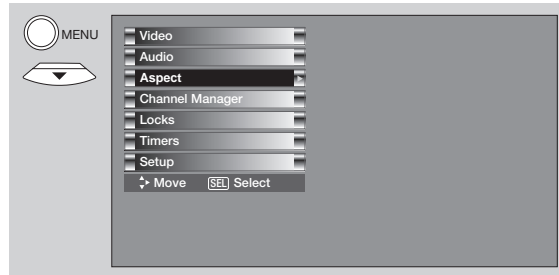 MENU
Video
Audio
Aspect
Channel Manager
Locks
Timers
Setup
Move SEL Select